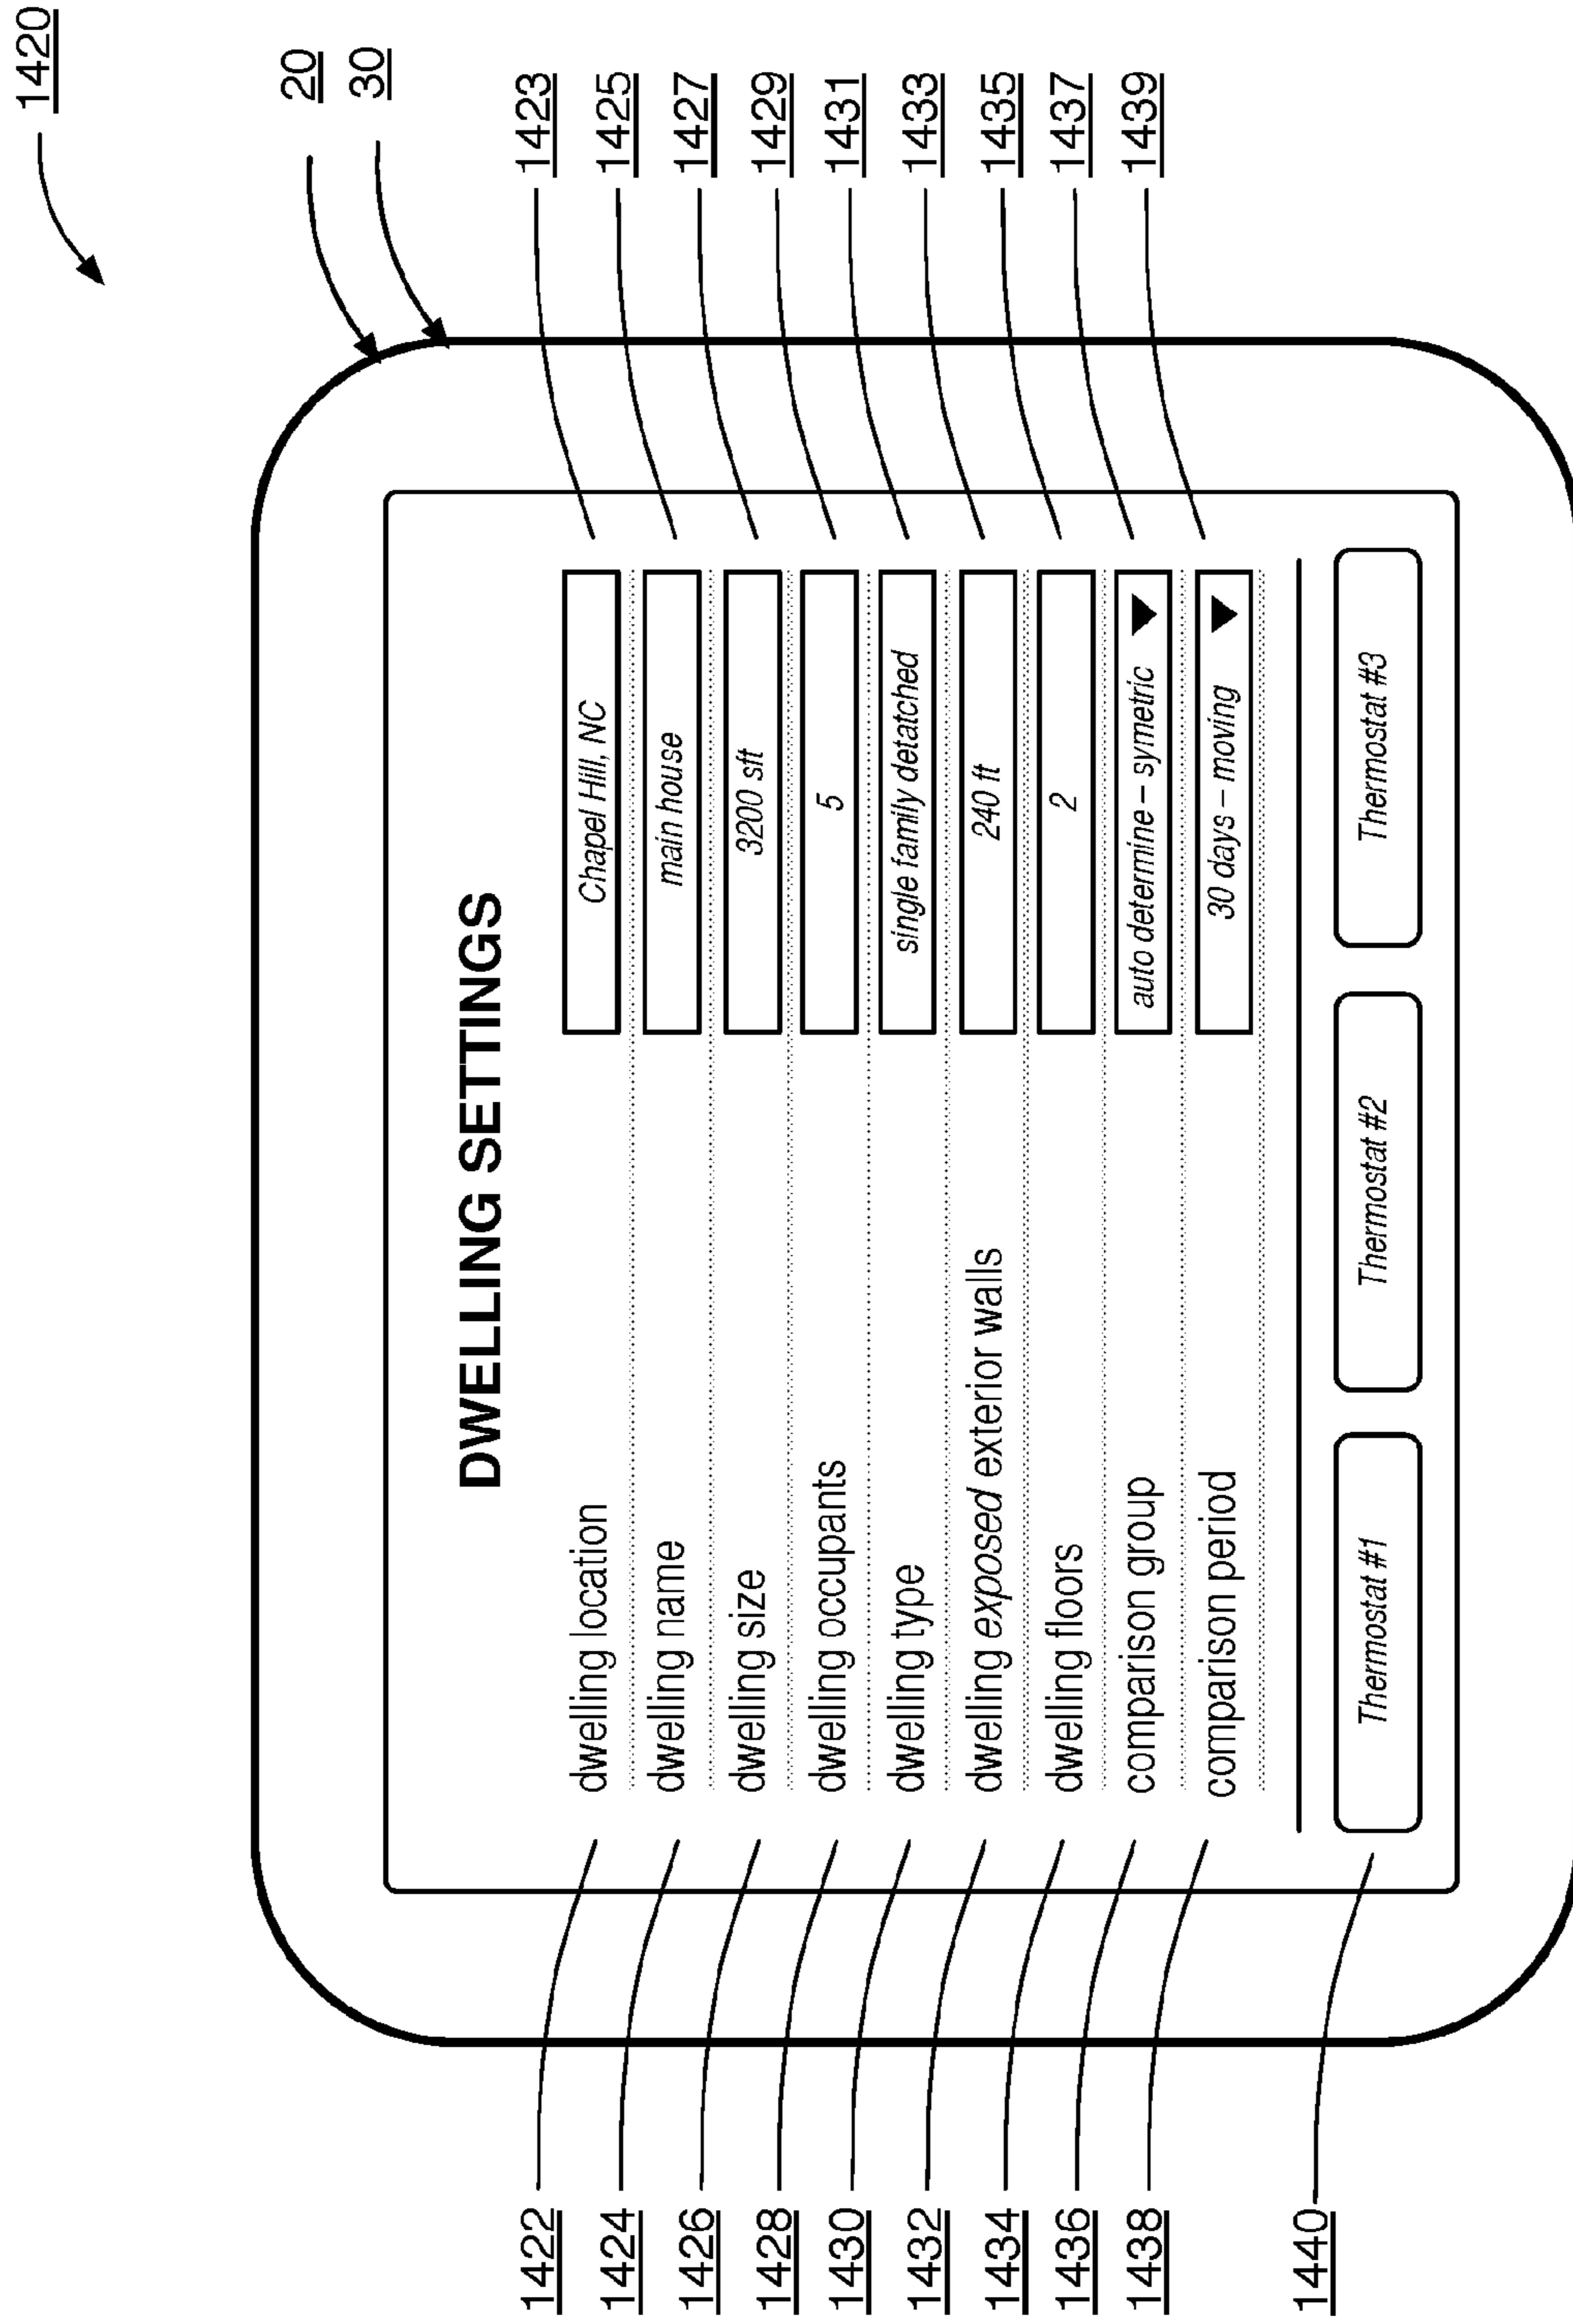 1420
20
30
DWELLING SETTINGS
1422 dwelling location Chapel Hill, NC 1423
1424 dwelling name main house 1425
1426 dwelling size 3200 sft 1427
1428 dwelling occupants 5 1429
1430 dwelling type single family detatched 1431
1432 dwelling exposed exterior walls 240 ft 1433
1434 dwelling floors 2 1435
1436 comparison group auto determine – symetric 1437
1438 comparison period 30 days – moving 1439
1440 Thermostat #1 Thermostat #2 Thermostat #3